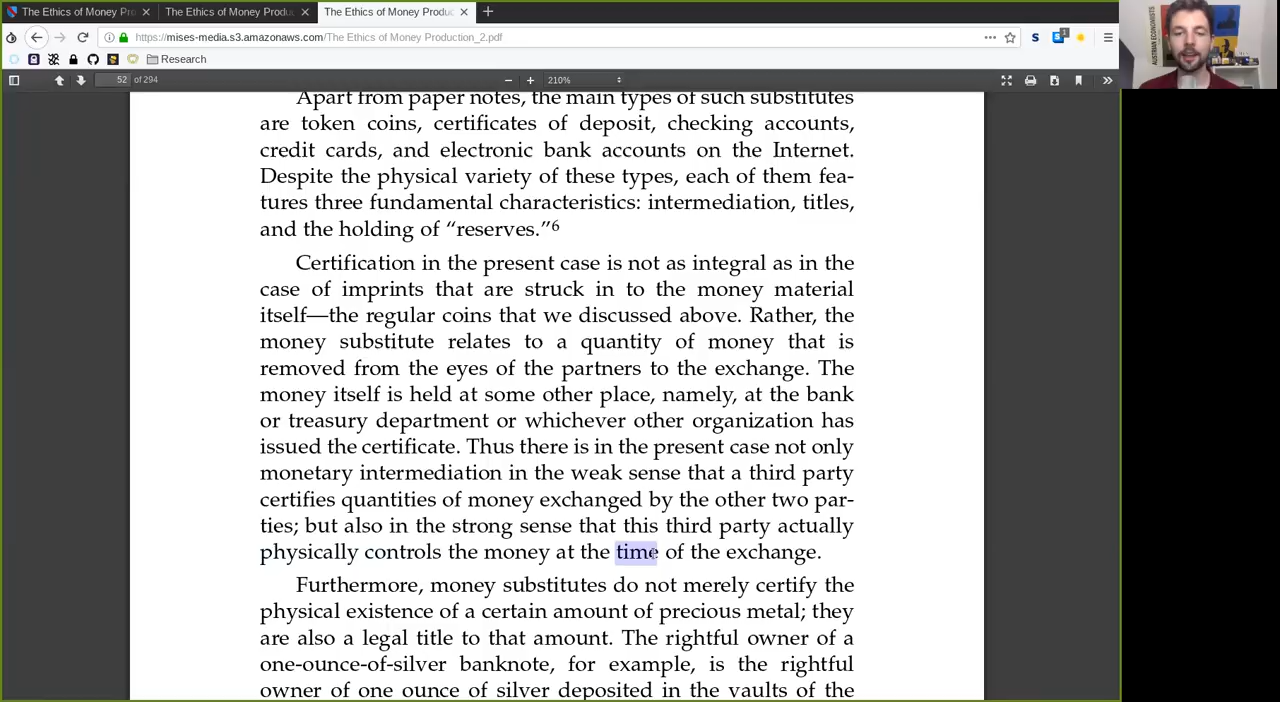 The Ethics of Money Pro
The Ethics of Money Produ
The Ethics of Money Produc
https://mises-media.s3.amazonaws.com/The Ethics of Money Production_2.pdf
Research
52 of 294
210%
AUSTRIAN ECONOMISTS
Apart from paper notes, the main types of such substitutes
are token coins, certificates of deposit, checking accounts,
credit cards, and electronic bank accounts on the Internet.
Despite the physical variety of these types, each of them fea-
tures three fundamental characteristics: intermediation, titles,
and the holding of “reserves.”6
Certification in the present case is not as integral as in the
case of imprints that are struck in to the money material
itself—the regular coins that we discussed above. Rather, the
money substitute relates to a quantity of money that is
removed from the eyes of the partners to the exchange. The
money itself is held at some other place, namely, at the bank
or treasury department or whichever other organization has
issued the certificate. Thus there is in the present case not only
monetary intermediation in the weak sense that a third party
certifies quantities of money exchanged by the other two par-
ties; but also in the strong sense that this third party actually
physically controls the money at the time of the exchange.
Furthermore, money substitutes do not merely certify the
physical existence of a certain amount of precious metal; they
are also a legal title to that amount. The rightful owner of a
one-ounce-of-silver banknote, for example, is the rightful
owner of one ounce of silver deposited in the vaults of the